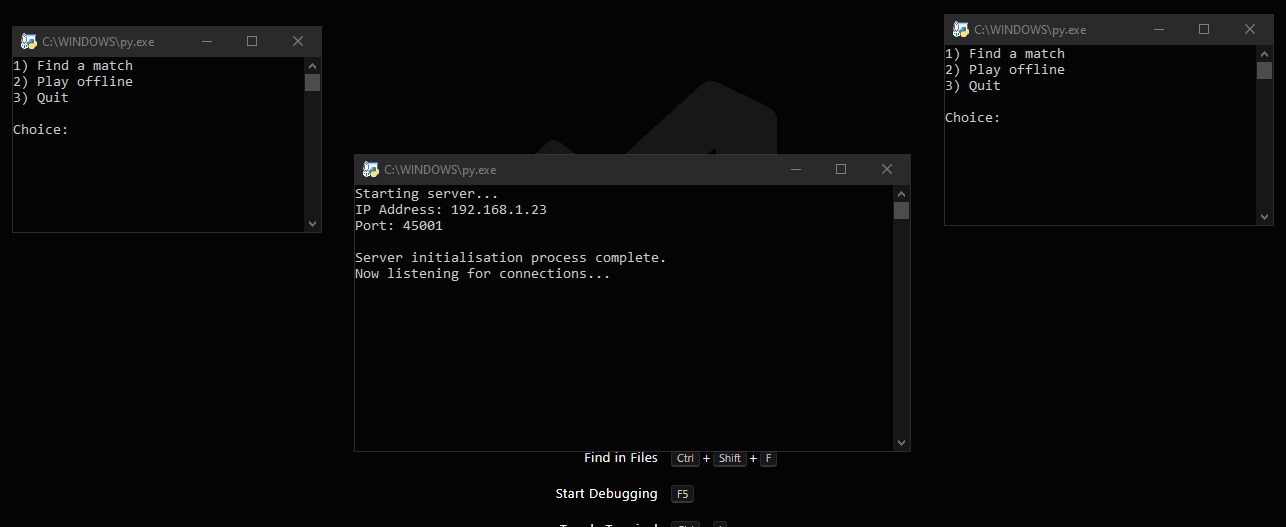 C:\WINDOWS\py.exe
1) Find a match
2) Play offline
3) Quit
Choice:
C:\WINDOWS\py.exe
1) Find a match
2) Play offline
3) Quit
Choice:
C:\WINDOWS\py.exe
Starting server...
IP Address: 192.168.1.23
Port: 45001
Server initialisation process complete.
Now listening for connections...
Find in Files Ctrl + Shift + F
Start Debugging F5